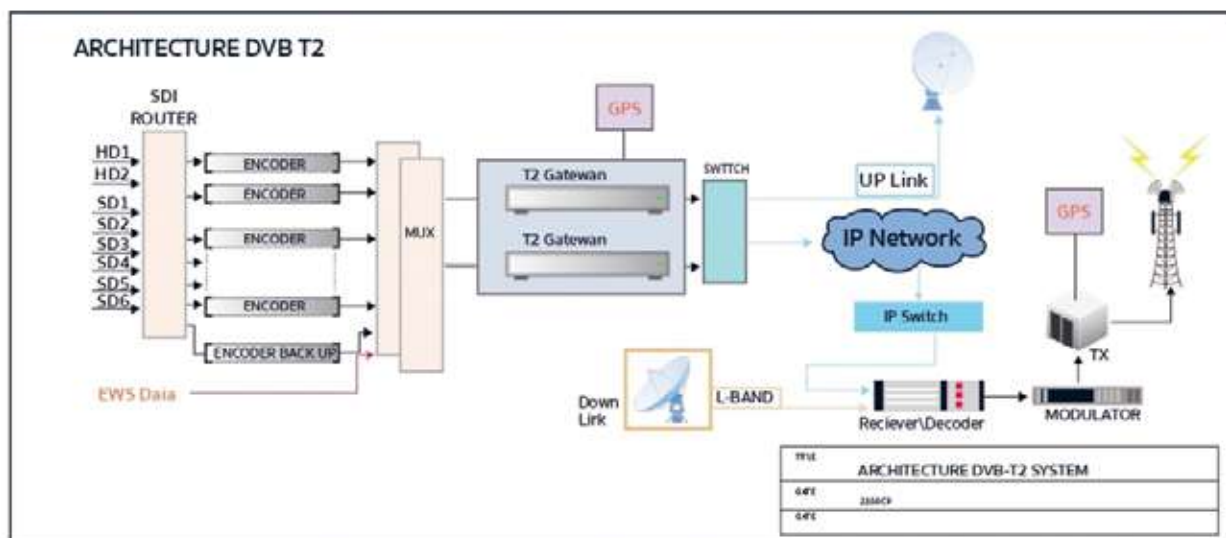 ARCHITECTURE DVB T2
SDI
ROUTER
HD1
HD2
SD1
SD2
SD3
SD4
SD5
SD6
ENCODER
ENCODER
ENCODER
ENCODER
ENCODER BACK UP
EWS Daia
MUX
GPS
T2 Gatewan
T2 Gatewan
SWTTCH
UP Link
IP Network
IP Switch
GPS
TX
Down
Link
L-BAND
Reciever\Decoder
MODULATOR
ARCHITECTURE DVB-T2 SYSTEM